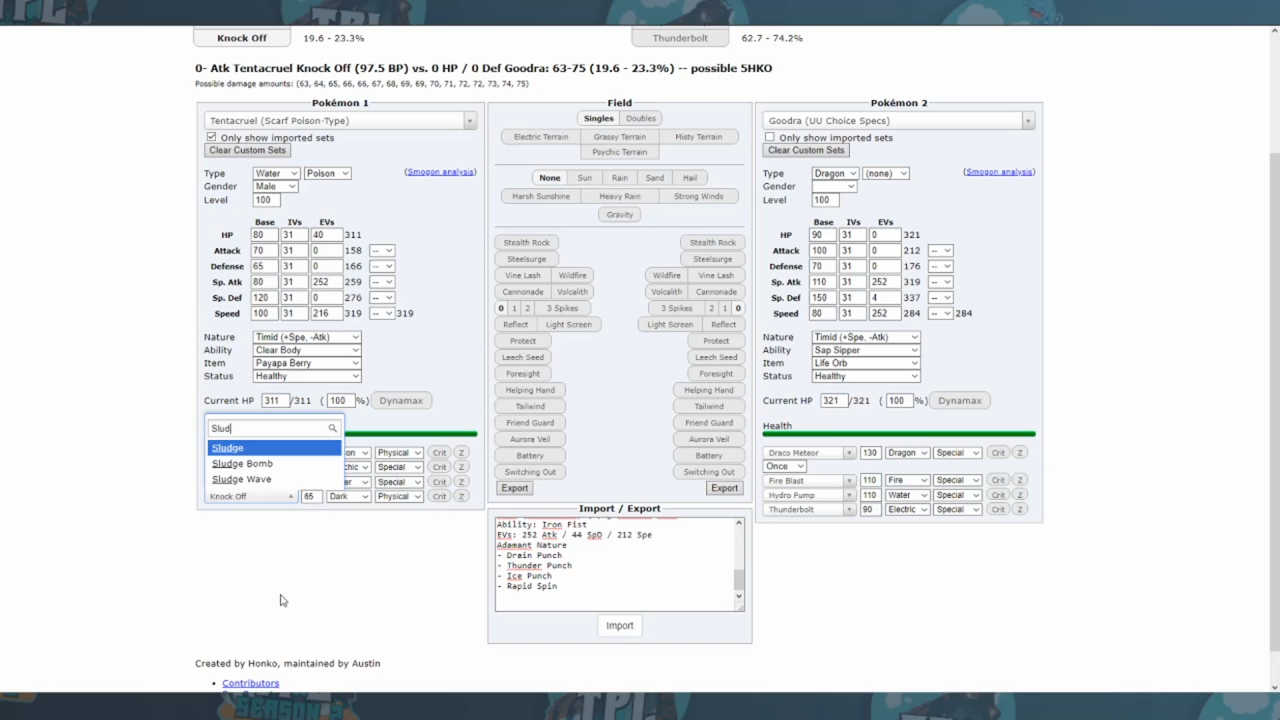 TPL
Knock Off 19.6 - 23.3% Thunderbolt 62.7 - 74.2%
0- Atk Tentacruel Knock Off (97.5 BP) vs. 0 HP / 0 Def Goodra: 63-75 (19.6 - 23.3%) -- possible 5HKO
Possible damage amounts: (63, 64, 65, 66, 66, 67, 68, 69, 69, 70, 71, 72, 72, 73, 74, 75)
Pokémon 1
Tentacruel (Scarf Poison-Type)
Only show imported sets
Clear Custom Sets
Type Water Poison (Smogon analysis)
Gender Male
Level 100
Base IVs EVs
HP 80 31 40 311
Attack 70 31 0 158 --
Defense 65 31 0 166 --
Sp. Atk 80 31 252 259 --
Sp. Def 120 31 0 276 --
Speed 100 31 216 319 -- 319
Nature Timid (+Spe, -Atk)
Ability Clear Body
Item Payapa Berry
Status Healthy
Current HP 311 /311 ( 100 %) Dynamax
Slud
Sludge
Sludge Bomb
Sludge Wave
on Physical Crit Z
hic Special Crit Z
er Special Crit Z
Knock Off 65 Dark Physical Crit Z
Field
Singles Doubles
Electric Terrain Grassy Terrain Misty Terrain
Psychic Terrain
None Sun Rain Sand Hail
Harsh Sunshine Heavy Rain Strong Winds
Gravity
Stealth Rock Stealth Rock
Steelsurge Steelsurge
Vine Lash Wildfire Wildfire Vine Lash
Cannonade Volcalith Volcalith Cannonade
0 1 2 3 Spikes 3 Spikes 2 1 0
Reflect Light Screen Light Screen Reflect
Protect Protect
Leech Seed Leech Seed
Foresight Foresight
Helping Hand Helping Hand
Tailwind Tailwind
Friend Guard Friend Guard
Aurora Veil Aurora Veil
Battery Battery
Switching Out Switching Out
Export Export
Import / Export
Ability: Iron Fist
EVs: 252 Atk / 44 SpD / 212 Spe
Adamant Nature
- Drain Punch
- Thunder Punch
- Ice Punch
- Rapid Spin
Import
Pokémon 2
Goodra (UU Choice Specs)
Only show imported sets
Clear Custom Sets
Type Dragon (none) (Smogon analysis)
Gender
Level 100
Base IVs EVs
HP 90 31 0 321
Attack 100 31 0 212 --
Defense 70 31 0 176 --
Sp. Atk 110 31 252 319 --
Sp. Def 150 31 4 337 --
Speed 80 31 252 284 -- 284
Nature Timid (+Spe, -Atk)
Ability Sap Sipper
Item Life Orb
Status Healthy
Current HP 321 /321 ( 100 %) Dynamax
Health
Draco Meteor 130 Dragon Special Crit Z
Once
Fire Blast 110 Fire Special Crit Z
Hydro Pump 110 Water Special Crit Z
Thunderbolt 90 Electric Special Crit Z
Created by Honko, maintained by Austin
• Contributors
SEASON
TPL